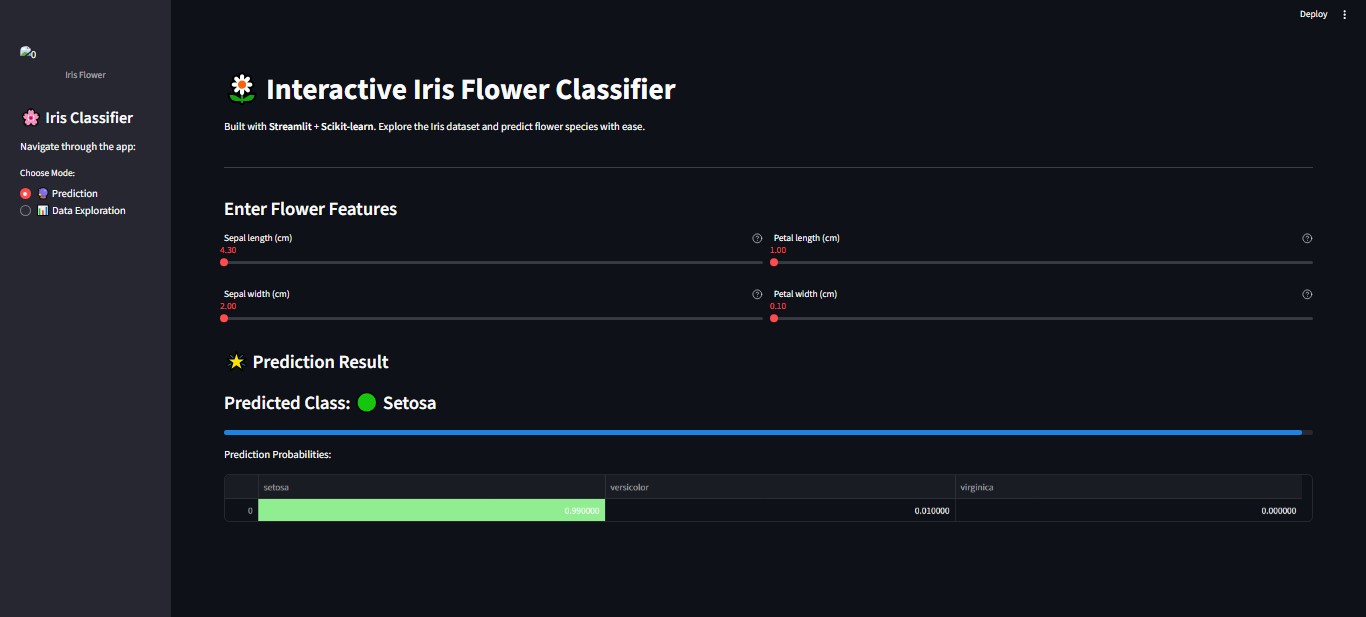 Deploy
0
Iris Flower
🌸 Iris Classifier
Navigate through the app:
Choose Mode:
🔮 Prediction
📊 Data Exploration
🌼 Interactive Iris Flower Classifier
Built with Streamlit + Scikit-learn. Explore the Iris dataset and predict flower species with ease.
Enter Flower Features
Sepal length (cm)
4.30
Petal length (cm)
1.00
Sepal width (cm)
2.00
Petal width (cm)
0.10
🌟 Prediction Result
Predicted Class: 🟢 Setosa
Prediction Probabilities:
setosa versicolor virginica
0 0.990000 0.010000 0.000000